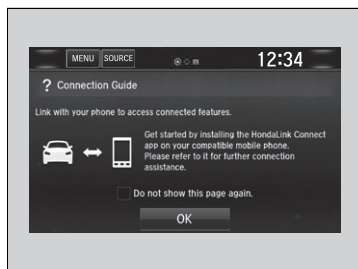 MENU SOURCE 12:34
? Connection Guide
Link with your phone to access connected features.
Get started by installing the HondaLink Connect
app on your compatible mobile phone.
Please refer to it for further connection
assistance.
Do not show this page again.
OK